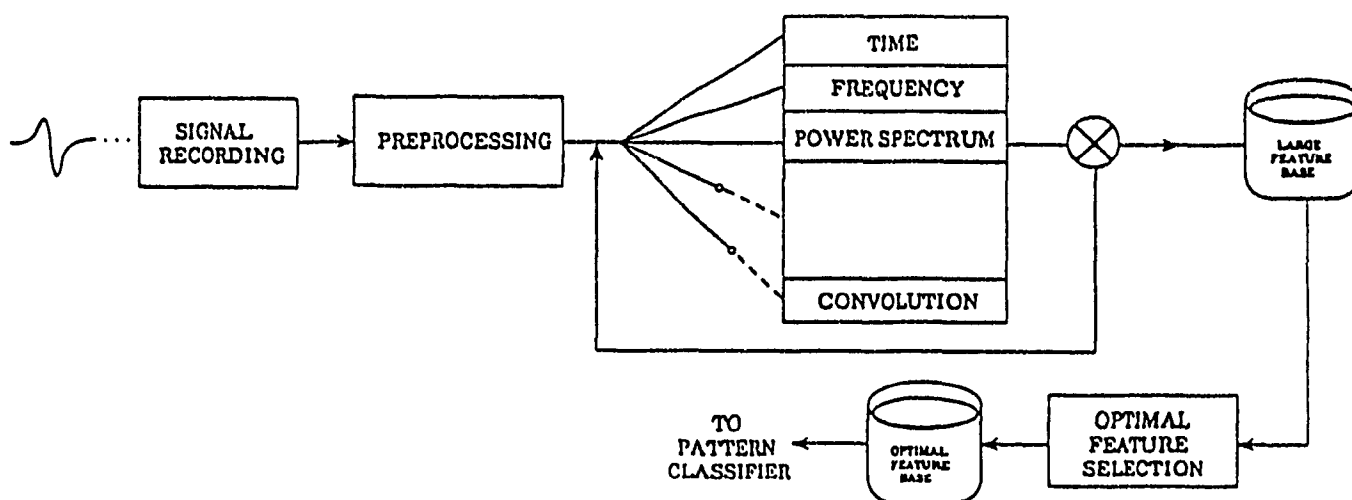 SIGNAL
RECORDING
PREPROCESSING
TIME
FREQUENCY
POWER SPECTRUM
CONVOLUTION
LARGE
FEATURE
BASE
TO
PATTERN
CLASSIFIER
OPTIMAL
FEATURE
BASE
OPTIMAL
FEATURE
SELECTION